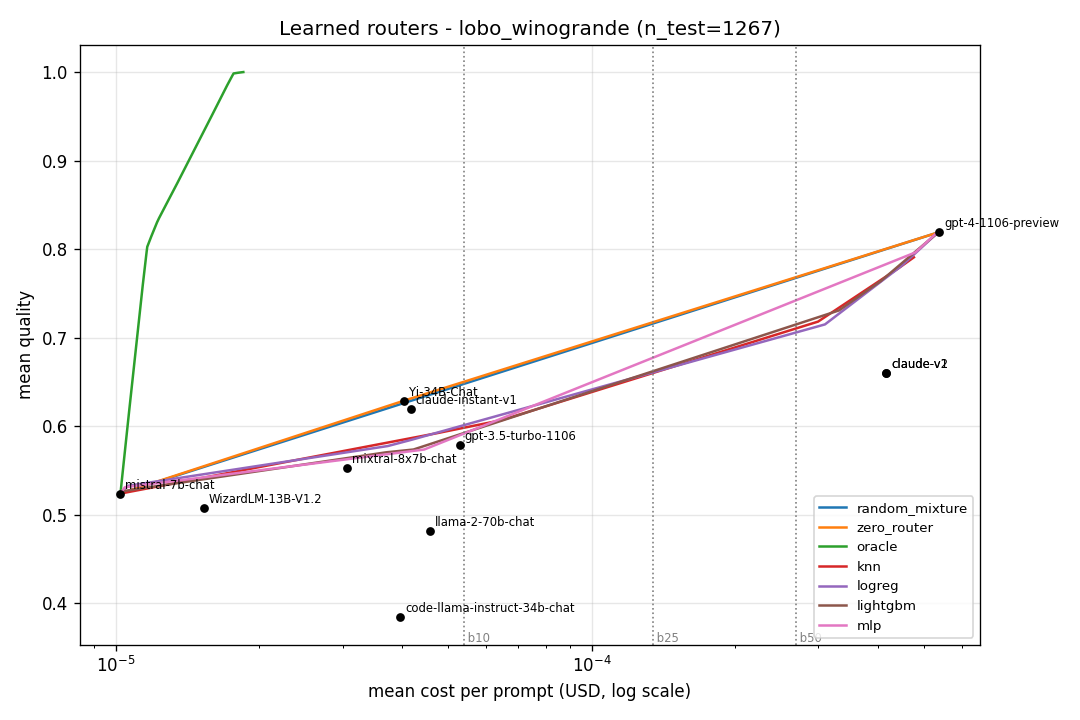 Learned routers - lobo_winogrande (n_test=1267)
mean quality
1.0
0.9
0.8
0.7
0.6
0.5
0.4
gpt-4-1106-preview
claude-v2
Yi-34B-Chat
claude-instant-v1
gpt-3.5-turbo-1106
mixtral-8x7b-chat
mistral-7b-chat
WizardLM-13B-V1.2
llama-2-70b-chat
code-llama-instruct-34b-chat
b10
b25
b50
random_mixture
zero_router
oracle
knn
logreg
lightgbm
mlp
10⁻⁵
10⁻⁴
mean cost per prompt (USD, log scale)